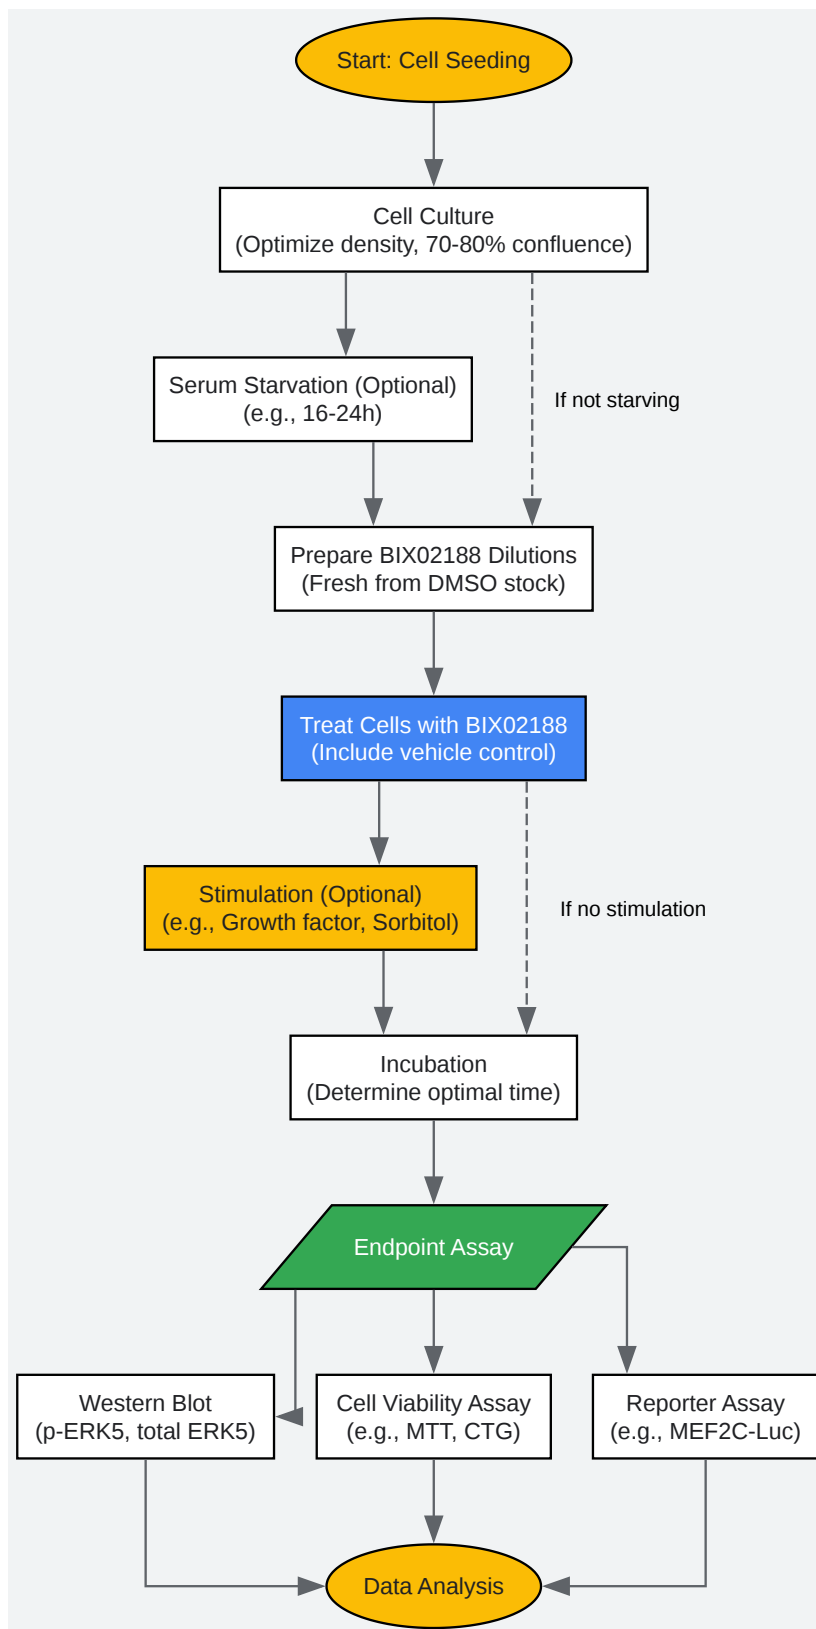 Start: Cell Seeding
Cell Culture
(Optimize density, 70-80% confluence)
Serum Starvation (Optional)
(e.g., 16-24h)
If not starving
Prepare BIX02188 Dilutions
(Fresh from DMSO stock)
Treat Cells with BIX02188
(Include vehicle control)
Stimulation (Optional)
(e.g., Growth factor, Sorbitol)
If no stimulation
Incubation
(Determine optimal time)
Endpoint Assay
Western Blot
(p-ERK5, total ERK5)
Cell Viability Assay
(e.g., MTT, CTG)
Reporter Assay
(e.g., MEF2C-Luc)
Data Analysis